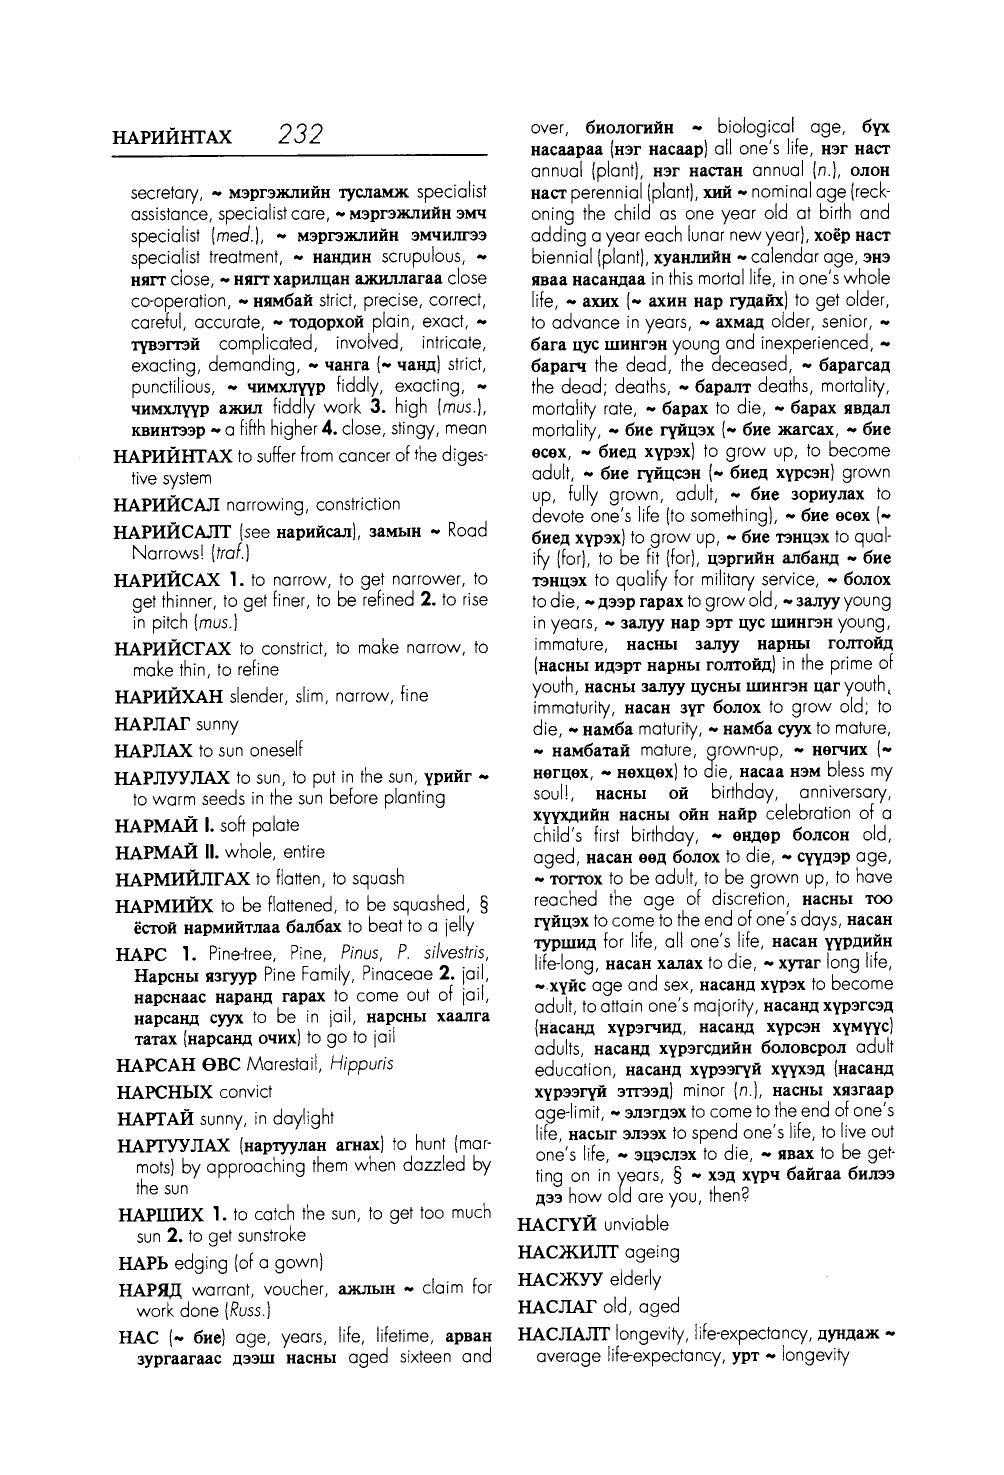 НАРИЙНТАХ 232
secretary, ~ мэргэжлийн тусламж specialist
assistance, specialist care, ~ мэргэжлийн эмч
specialist (med.), ~ мэргэжлийн эмчилгээ
specialist treatment, ~ нандин scrupulous, ~
нягт close, ~ нягт харилцан ажиллагаа close
co-operation, ~ нямбай strict, precise, correct,
careful, accurate, ~ тодорхой plain, exact, ~
түвэгтэй complicated, involved, intricate,
exacting, demanding, ~ чанга (~ чанд) strict,
punctilious, ~ чимхлүүр fiddly, exacting, ~
чимхлүүр ажил fiddly work 3. high (mus.),
квинтээр ~ a fifth higher 4. close, stingy, mean
НАРИЙНТАХ to suffer from cancer of the diges-
tive system
НАРИЙСАЛ narrowing, constriction
НАРИЙСАЛТ (see нарийсал), замын ~ Road
Narrows! (traf.)
НАРИЙСАХ 1. to narrow, to get narrower, to
get thinner, to get finer, to be refined 2. to rise
in pitch (mus.)
НАРИЙСГАХ to constrict, to make narrow, to
make thin, to refine
НАРИЙХАН slender, slim, narrow, fine
НАРЛАГ sunny
НАРЛАХ to sun oneself
НАРЛУУЛАХ to sun, to put in the sun, үрийг ~
to warm seeds in the sun before planting
НАРМАЙ I. soft palate
НАРМАЙ II. whole, entire
НАРМИЙЛГАХ to flatten, to squash
НАРМИЙХ to be flattened, to be squashed, §
ёстой нармийтлаа балбах to beat to a jelly
НАРС 1. Pine-tree, Pine, Pinus, P. silvestris,
Нарсны язгуур Pine Family, Pinaceae 2. jail,
нарснаас наранд гарах to come out of jail,
нарсанд суух to be in jail, нарсны хаалга
татах (нарсанд очих) to go to jail
НАРСАН ӨВС Marestail, Hippuris
НАРСНЫХ convict
НАРТАЙ sunny, in daylight
НАРТУУЛАХ (нартуулан агнах) to hunt (mar-
mots) by approaching them when dazzled by
the sun
НАРШИХ 1. to catch the sun, to get too much
sun 2. to get sunstroke
НАРЬ edging (of a gown)
НАРЯД warrant, voucher, ажлын ~ claim for
work done (Russ.)
НАС (~ бие) age, years, life, lifetime, арван
зургаагаас дээш насны aged sixteen and
over, биологийн ~ biological age, бүх
насаараа (нэг насаар) all one's life, нэг наст
annual (plant), нэг настан annual (n.), олон
наст perennial (plant), хий ~ nominal age (reck-
oning the child as one year old at birth and
adding a year each lunar new year), хоёр наст
biennial (plant), хуанлийн ~ calendar age, энэ
яваа насандаа in this mortal life, in one's whole
life, ~ ахих (~ ахин нар гудайх) to get older,
to advance in years, ~ ахмад older, senior, ~
бага цус шингэн young and inexperienced, ~
барагч the dead, the deceased, ~ барагсад
the dead; deaths, ~ баралт deaths, mortality,
mortality rate, ~ барах to die, ~ барах явдал
mortality, ~ бие гүйцэх (~ бие жагсах, ~ бие
өсөх, ~ биед хүрэх) to grow up, to become
adult, ~ бие гүйцсэн (~ биед хүрсэн) grown
up, fully grown, adult, ~ бие зориулах to
devote one's life (to something), ~ бие өсөх (~
биед хүрэх) to grow up, ~ бие тэнцэх to qual-
ify (for), to be fit (for), цэргийн албанд ~ бие
тэнцэх to qualify for military service, ~ болох
to die, ~ дээр гарах to grow old, ~ залуу young
in years, ~ залуу нар эрт цус шингэн young,
immature, насны залуу нарны голтойд
(насны идэрт нарны голтойд) in the prime of
youth, насны залуу цусны шингэн цаг youth,
immaturity, насан зүг болох to grow old; to
die, ~ намба maturity, ~ намба суух to mature,
~ намбатай mature, grown-up, ~ нөгчих (~
нөгцөх, ~ нөхцөх) to die, насаа нэм bless my
soul!, насны ой birthday, anniversary,
хүүхдийн насны ойн найр celebration of a
child's first birthday, ~ өндөр болсон old,
aged, насан өөд болох to die, ~ сүүдэр age,
~ тогтох to be adult, to be grown up, to have
reached the age of discretion, насны тоо
гүйцэх to come to the end of one's days, насан
туршид for life, all one's life, насан үүрдийн
life-long, насан халах to die, ~ хутаг long life,
~ хүйс age and sex, насанд хүрэх to become
adult, to attain one's majority, насанд хүрэгсэд
(насанд хүрэгчид, насанд хүрсэн хүмүүс)
adults, насанд хүрэгсдийн боловсрол adult
education, насанд хүрээгүй хүүхэд (насанд
хүрээгүй этгээд) minor (n.), насны хязгаар
age-limit, ~ элэгдэх to come to the end of one's
life, насыг элээх to spend one's life, to live out
one's life, ~ эцэслэх to die, ~ явах to be get-
ting on in years, § ~ хэд хүрч байгаа билээ
дээ how old are you, then?
НАСГҮЙ unviable
НАСЖИЛТ ageing
НАСЖУУ elderly
НАСЛАГ old, aged
НАСЛАЛТ longevity, life-expectancy, дундаж ~
average life-expectancy, урт ~ longevity